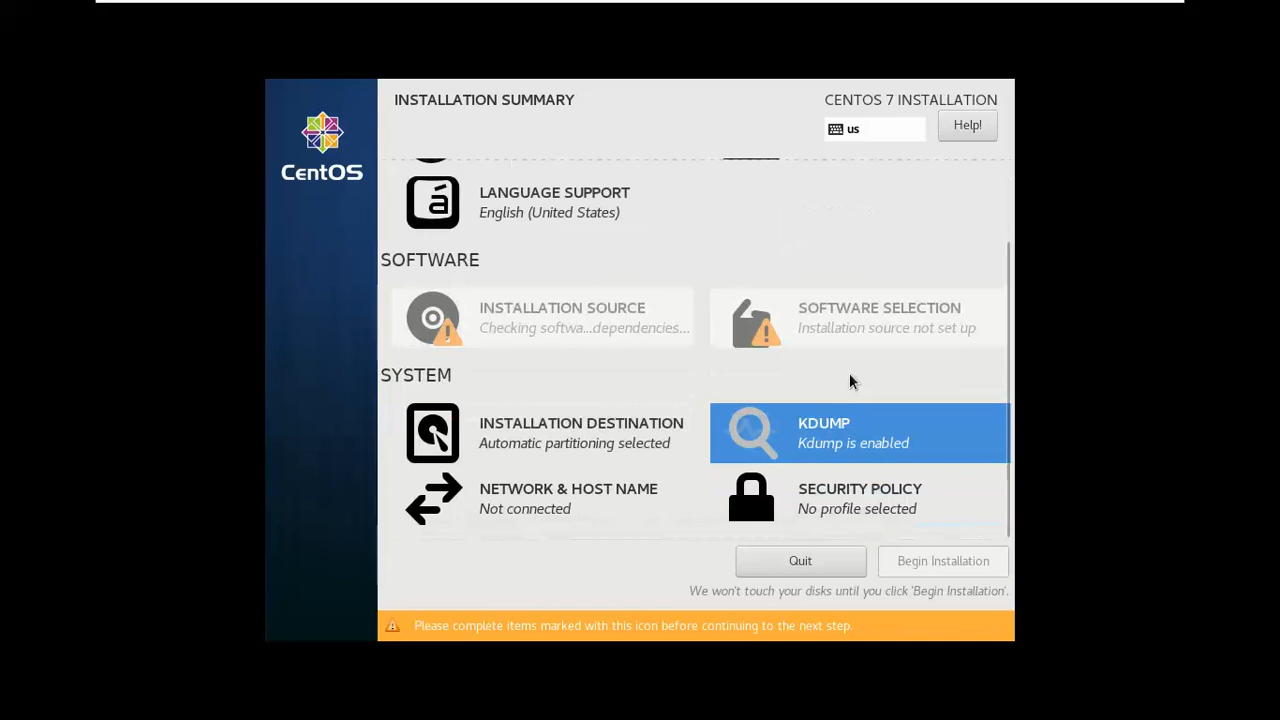 INSTALLATION SUMMARY
CENTOS 7 INSTALLATION
us
Help!
CentOS
LANGUAGE SUPPORT
English (United States)
SOFTWARE
INSTALLATION SOURCE
Checking softwa...dependencies...
SOFTWARE SELECTION
Installation source not set up
SYSTEM
INSTALLATION DESTINATION
Automatic partitioning selected
KDUMP
Kdump is enabled
NETWORK & HOST NAME
Not connected
SECURITY POLICY
No profile selected
Quit
Begin Installation
We won't touch your disks until you click 'Begin Installation'.
Please complete items marked with this icon before continuing to the next step.